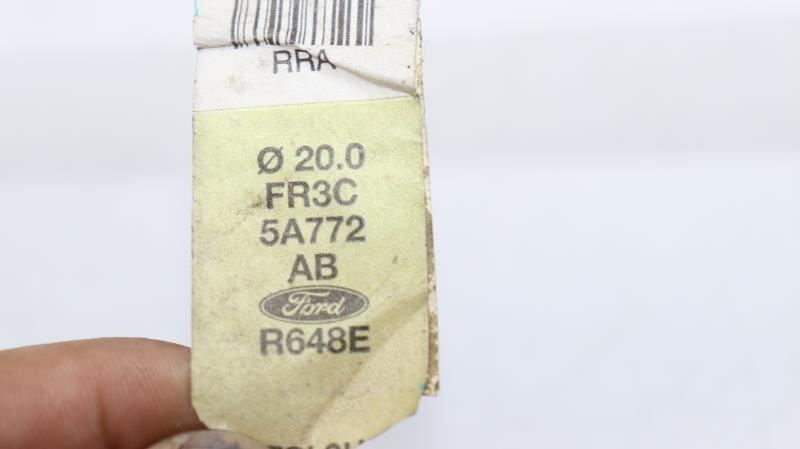 RRA
Ø 20.0
FR3C
5A772
AB
Ford
R648E